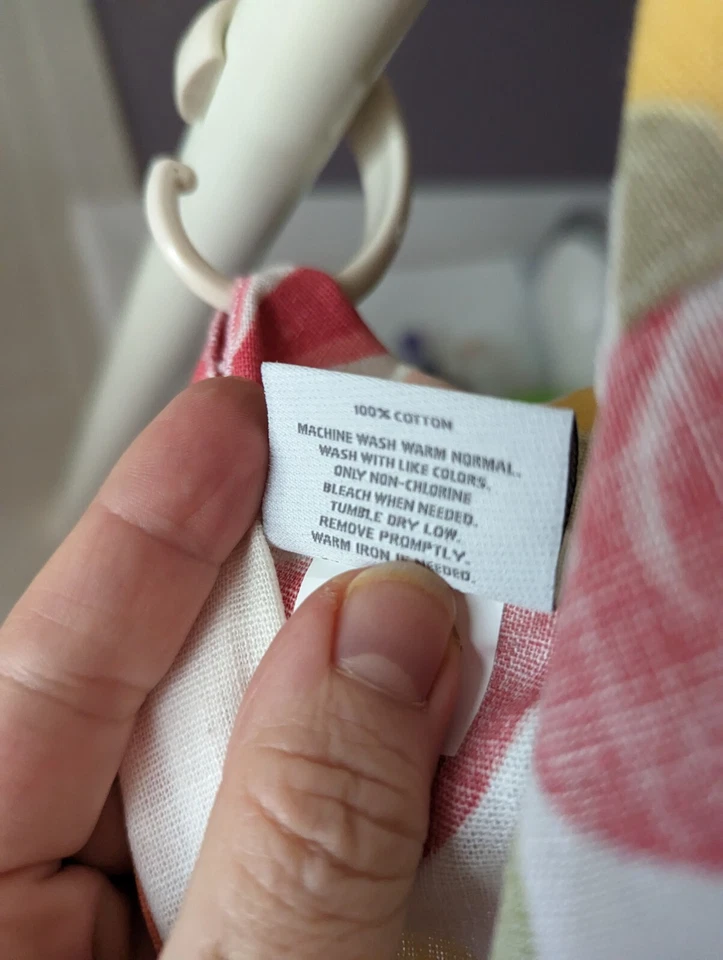 100% COTTON
MACHINE WASH WARM NORMAL.
WASH WITH LIKE COLORS.
ONLY NON-CHLORINE
BLEACH WHEN NEEDED.
TUMBLE DRY LOW.
REMOVE PROMPTLY.
WARM IRON IF NEEDED.